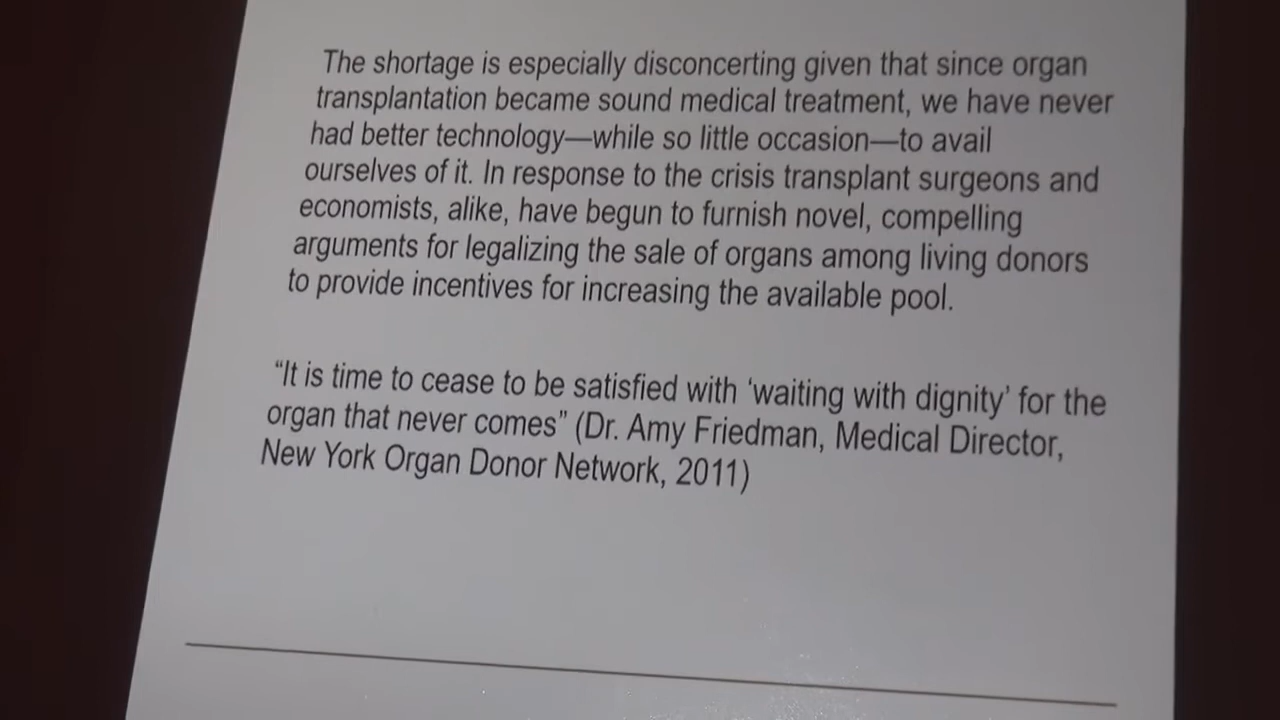 The shortage is especially disconcerting given that since organ
transplantation became sound medical treatment, we have never
had better technology—while so little occasion—to avail
ourselves of it. In response to the crisis transplant surgeons and
economists, alike, have begun to furnish novel, compelling
arguments for legalizing the sale of organs among living donors
to provide incentives for increasing the available pool.
“It is time to cease to be satisfied with ‘waiting with dignity’ for the
organ that never comes” (Dr. Amy Friedman, Medical Director,
New York Organ Donor Network, 2011)